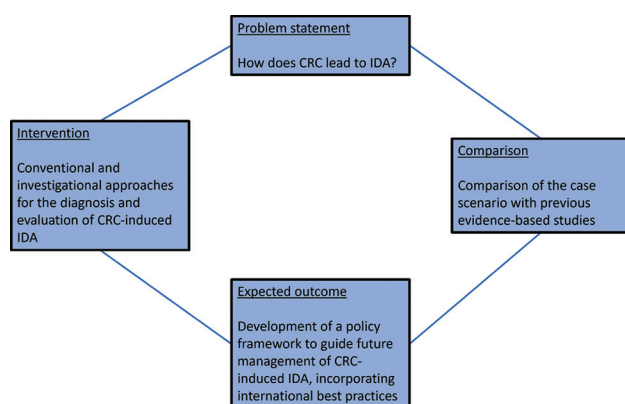 Problem statement
How does CRC lead to IDA?
Intervention
Conventional and
investigational approaches
for the diagnosis and
evaluation of CRC-induced
IDA
Comparison
Comparison of the case
scenario with previous
evidence-based studies
Expected outcome
Development of a policy
framework to guide future
management of CRC-
induced IDA, incorporating
international best practices